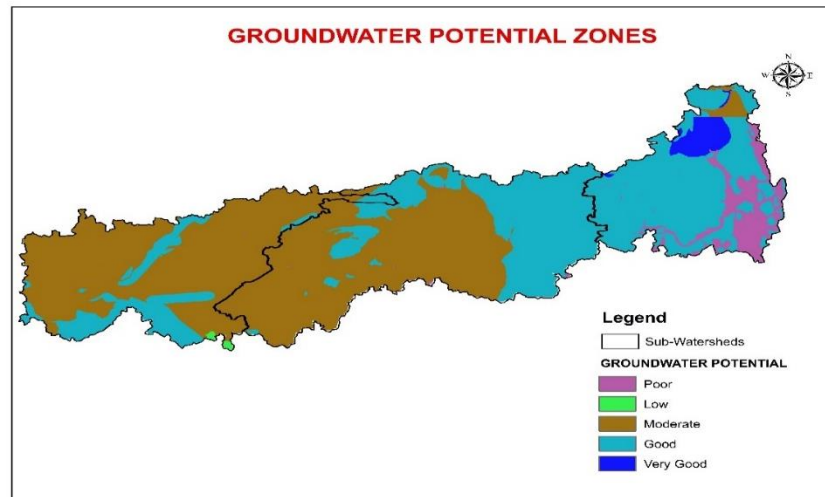 GROUNDWATER POTENTIAL ZONES
N
W
E
S
Legend
Sub-Watersheds
GROUNDWATER POTENTIAL
Poor
Low
Moderate
Good
Very Good